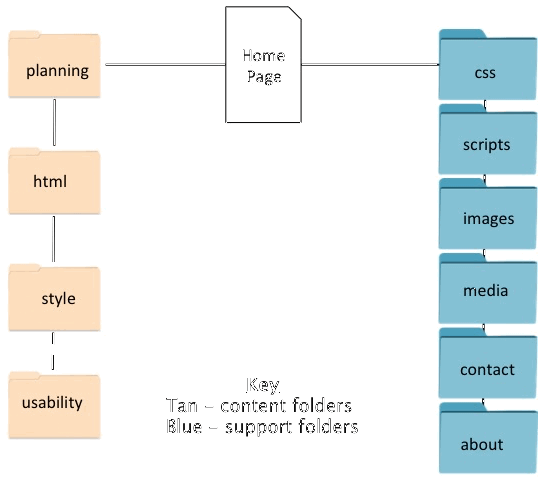 Home
Page
planning
html
style
usability
css
scripts
images
media
contact
about
Key
Tan – content folders
Blue – support folders